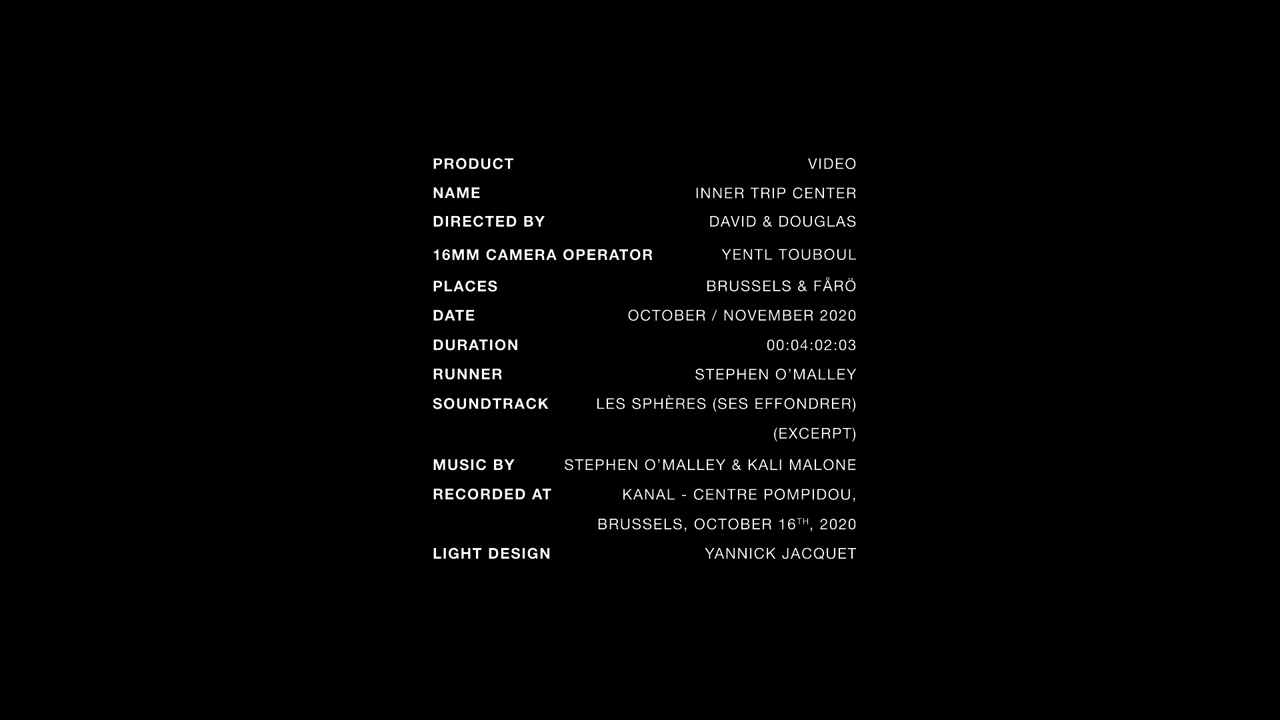 PRODUCT VIDEO
NAME INNER TRIP CENTER
DIRECTED BY DAVID & DOUGLAS
16MM CAMERA OPERATOR YENTL TOUBOUL
PLACES BRUSSELS & FÅRÖ
DATE OCTOBER / NOVEMBER 2020
DURATION 00:04:02:03
RUNNER STEPHEN O’MALLEY
SOUNDTRACK LES SPHÈRES (SES EFFONDRER)
(EXCERPT)
MUSIC BY STEPHEN O’MALLEY & KALI MALONE
RECORDED AT KANAL - CENTRE POMPIDOU,
BRUSSELS, OCTOBER 16TH, 2020
LIGHT DESIGN YANNICK JACQUET